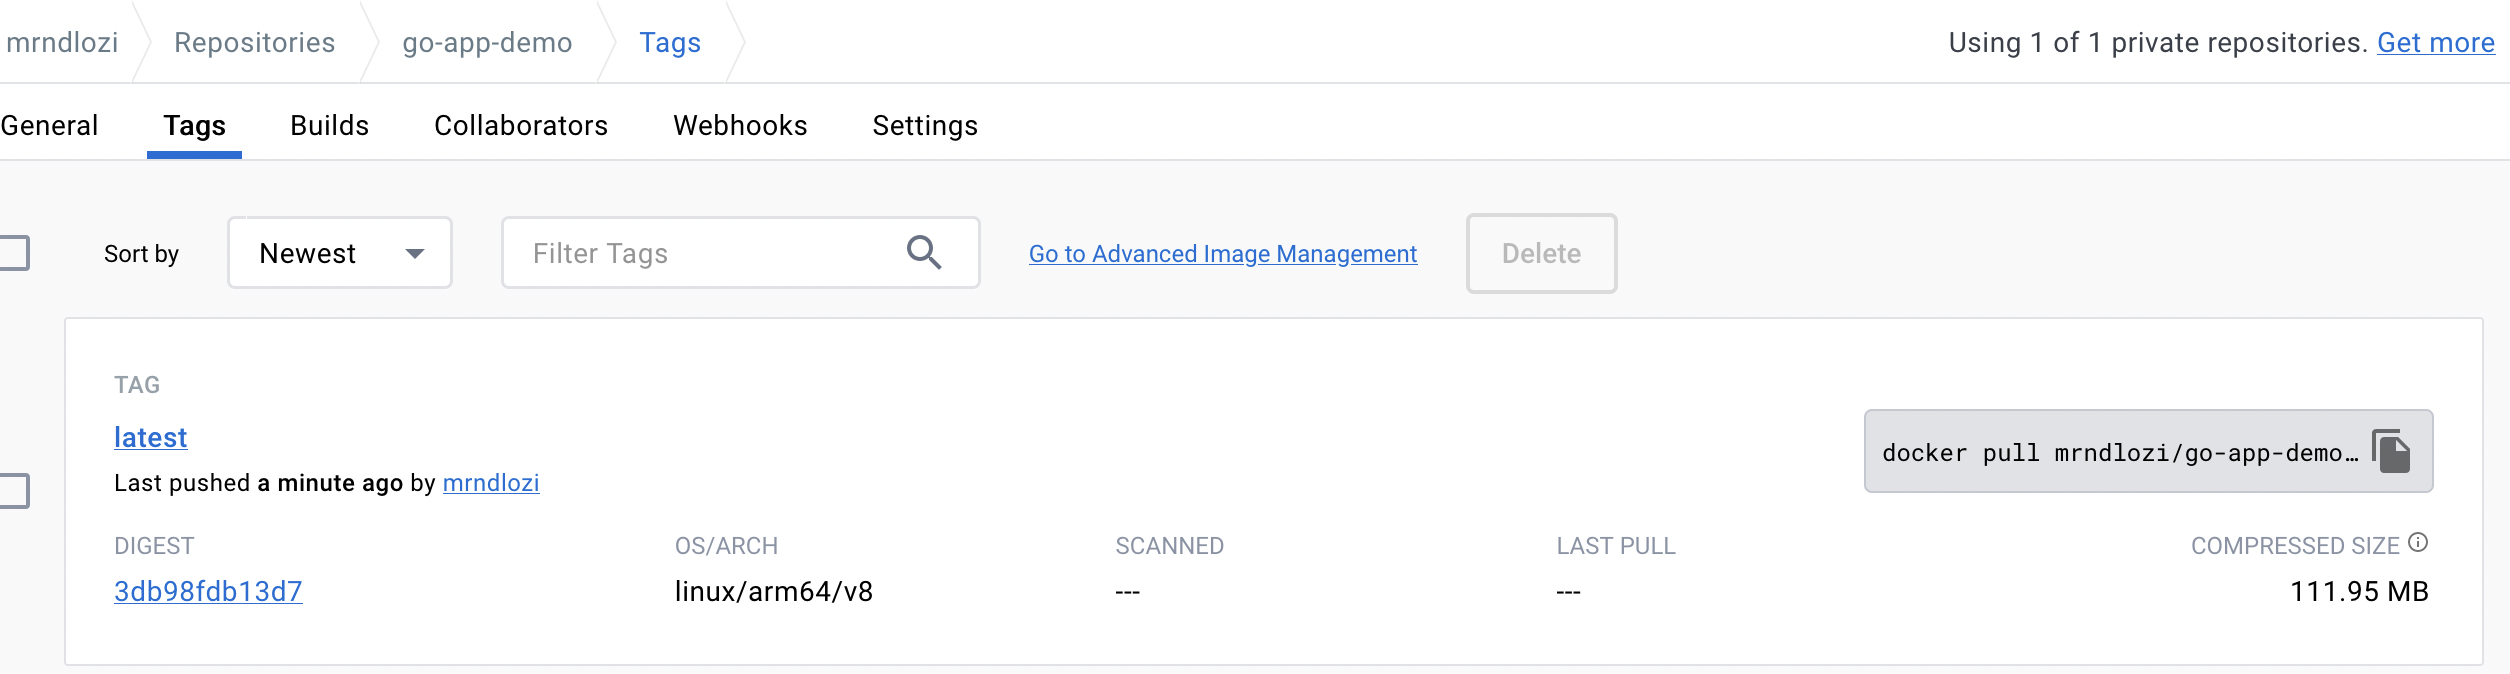 mrndlozi Repositories go-app-demo Tags Using 1 of 1 private repositories. Get more
General Tags Builds Collaborators Webhooks Settings
Sort by Newest Filter Tags Go to Advanced Image Management Delete
TAG
latest
docker pull mrndlozi/go-app-demo…
Last pushed a minute ago by mrndlozi
DIGEST OS/ARCH SCANNED LAST PULL COMPRESSED SIZE
3db98fdb13d7 linux/arm64/v8 --- --- 111.95 MB